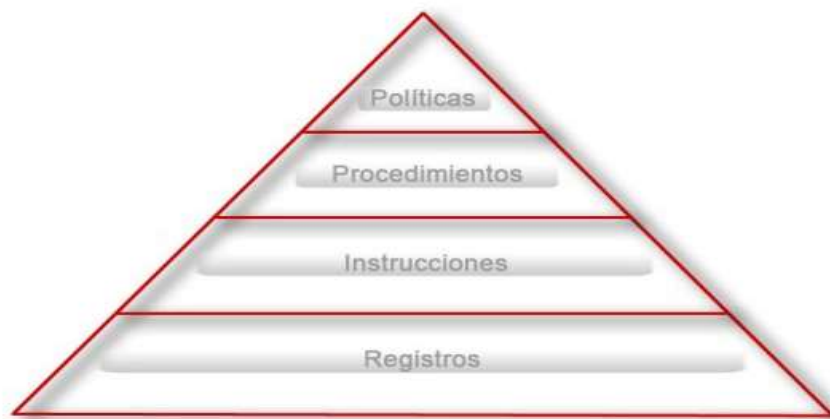 Políticas
Procedimientos
Instrucciones
Registros